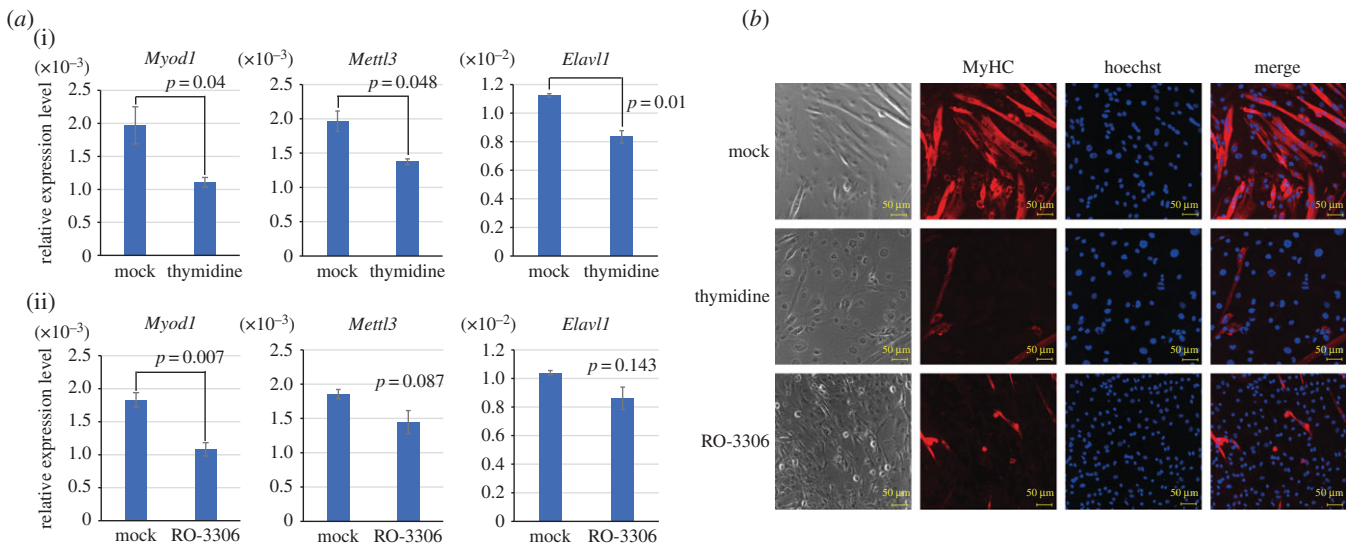 (a)
(i)
Myod1
(×10⁻³)
relative expression level
2.5
2.0
1.5
1.0
0.5
0
p = 0.04
mock thymidine
Mettl3
(×10⁻³)
2.5
2.0
1.5
1.0
0.5
0
p = 0.048
mock thymidine
Elavl1
(×10⁻²)
1.2
1.0
0.8
0.6
0.4
0.2
0
p = 0.01
mock thymidine
(ii)
Myod1
(×10⁻³)
relative expression level
2.5
2.0
1.5
1.0
0.5
0
p = 0.007
mock RO-3306
Mettl3
(×10⁻³)
2.5
2.0
1.5
1.0
0.5
0
p = 0.087
mock RO-3306
Elavl1
(×10⁻²)
1.2
1.0
0.8
0.6
0.4
0.2
0
p = 0.143
mock RO-3306
(b)
MyHC hoechst merge
mock
50 µm 50 µm 50 µm 50 µm
thymidine
50 µm 50 µm 50 µm 50 µm
RO-3306
50 µm 50 µm 50 µm 50 µm